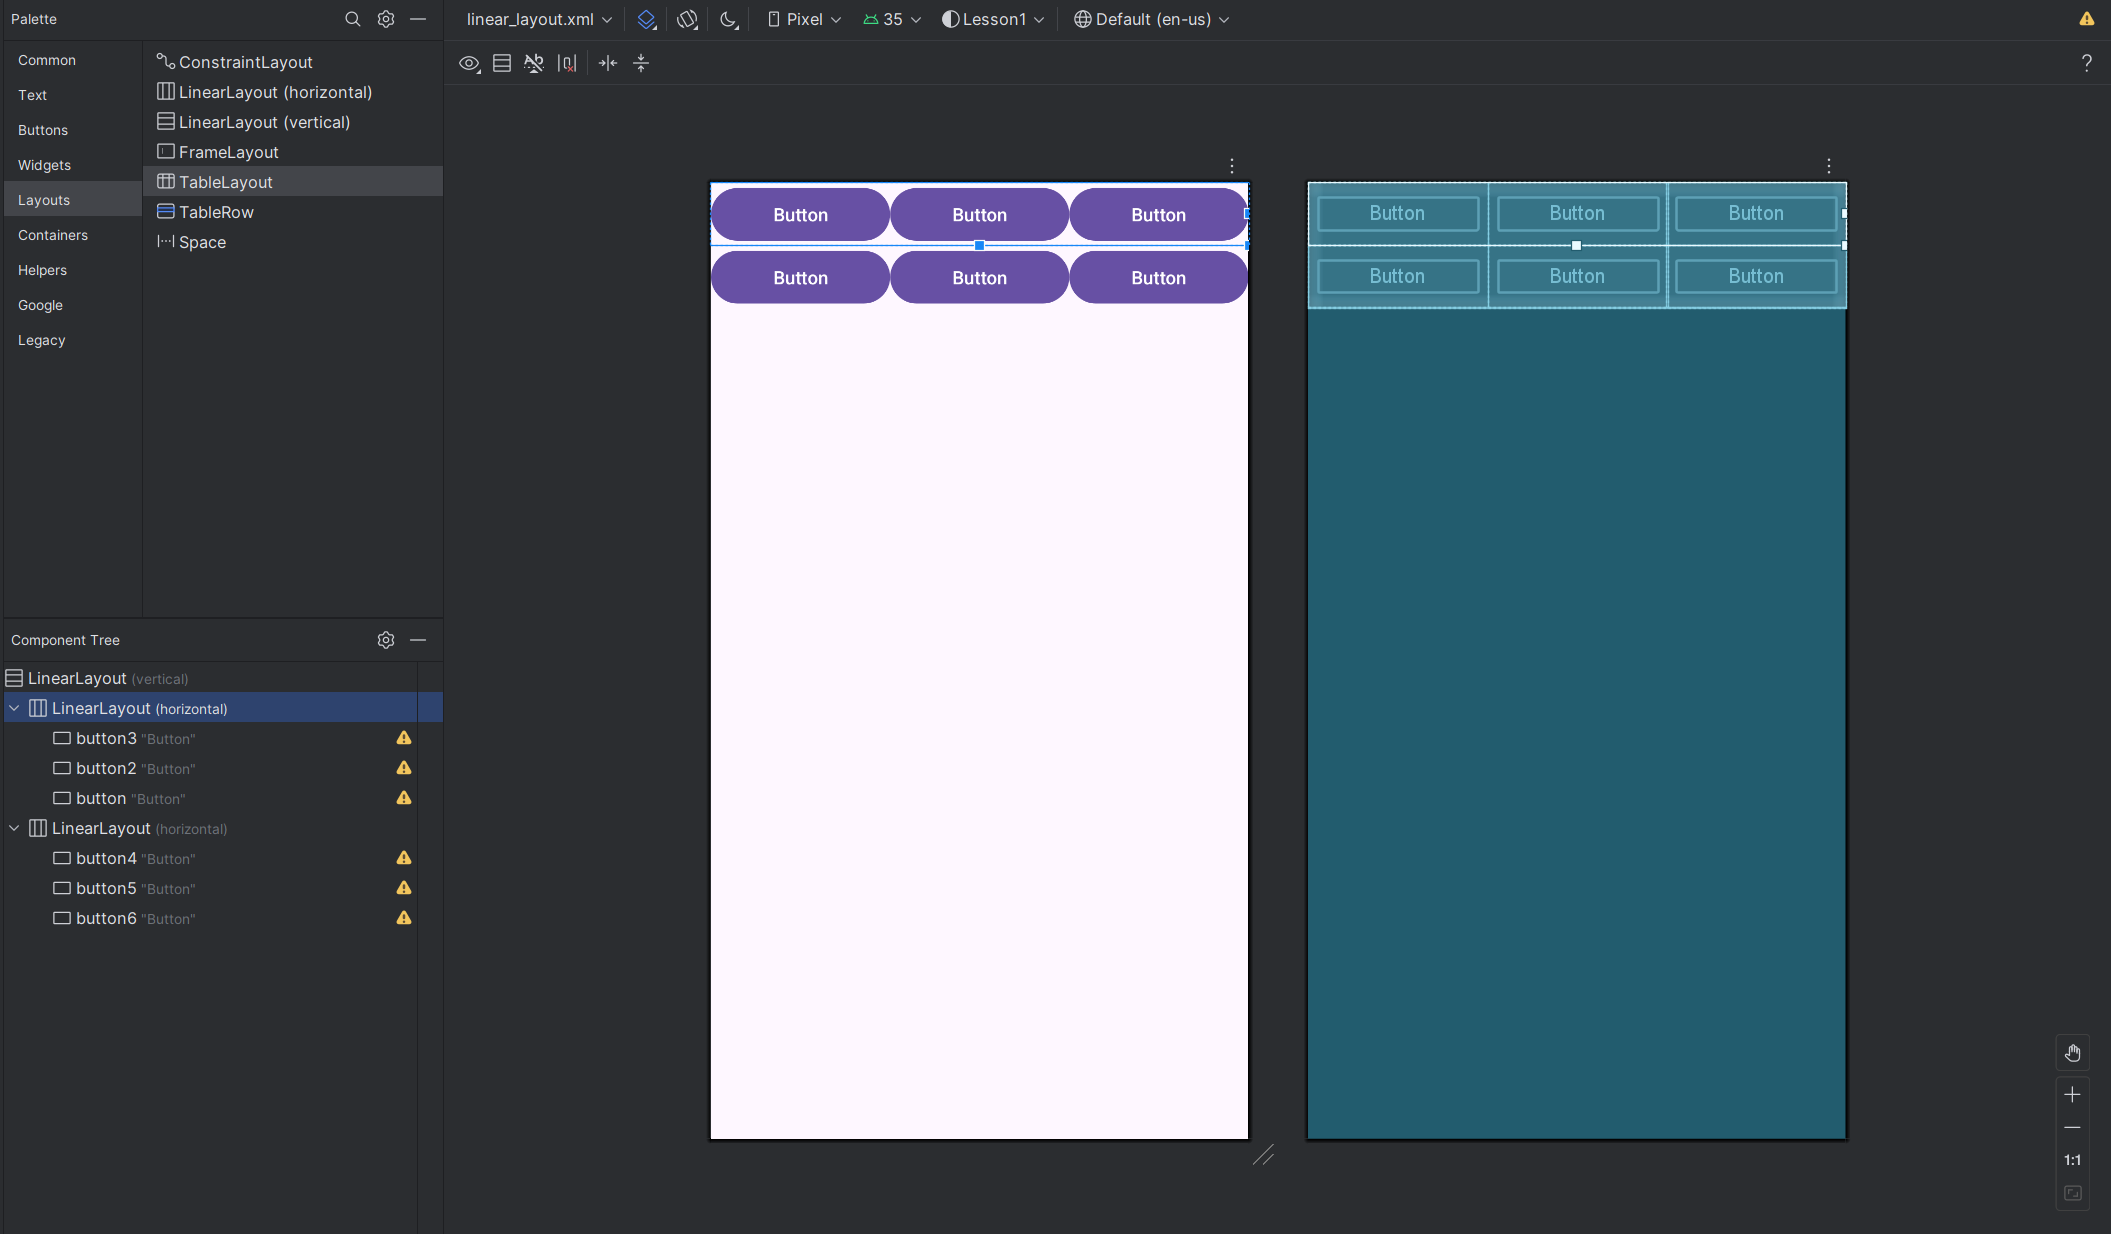 Palette
linear_layout.xml Pixel 35 Lesson1 Default (en-us)
Common
Text
Buttons
Widgets
Layouts
Containers
Helpers
Google
Legacy
ConstraintLayout
LinearLayout (horizontal)
LinearLayout (vertical)
FrameLayout
TableLayout
TableRow
Space
?
Button Button Button
Button Button Button
Button Button Button
Button Button Button
Component Tree
LinearLayout (vertical)
LinearLayout (horizontal)
button3 "Button"
button2 "Button"
button "Button"
LinearLayout (horizontal)
button4 "Button"
button5 "Button"
button6 "Button"
1:1